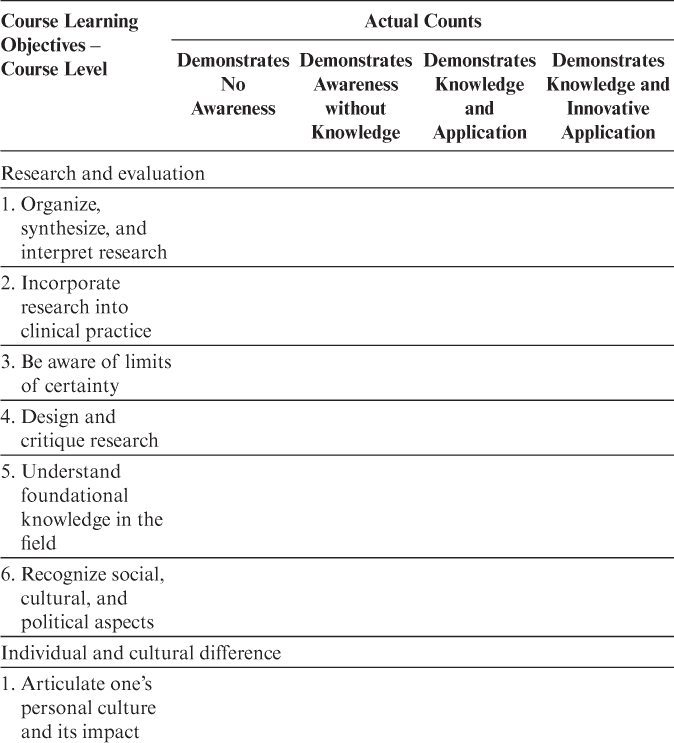 Course Learning Objectives – Course Level
Actual Counts
Demonstrates No Awareness
Demonstrates Awareness without Knowledge
Demonstrates Knowledge and Application
Demonstrates Knowledge and Innovative Application
Research and evaluation
1. Organize,
synthesize, and
interpret research
2. Incorporate
research into
clinical practice
3. Be aware of limits
of certainty
4. Design and
critique research
5. Understand
foundational
knowledge in the
field
6. Recognize social,
cultural, and
political aspects
Individual and cultural difference
1. Articulate one’s
personal culture
and its impact